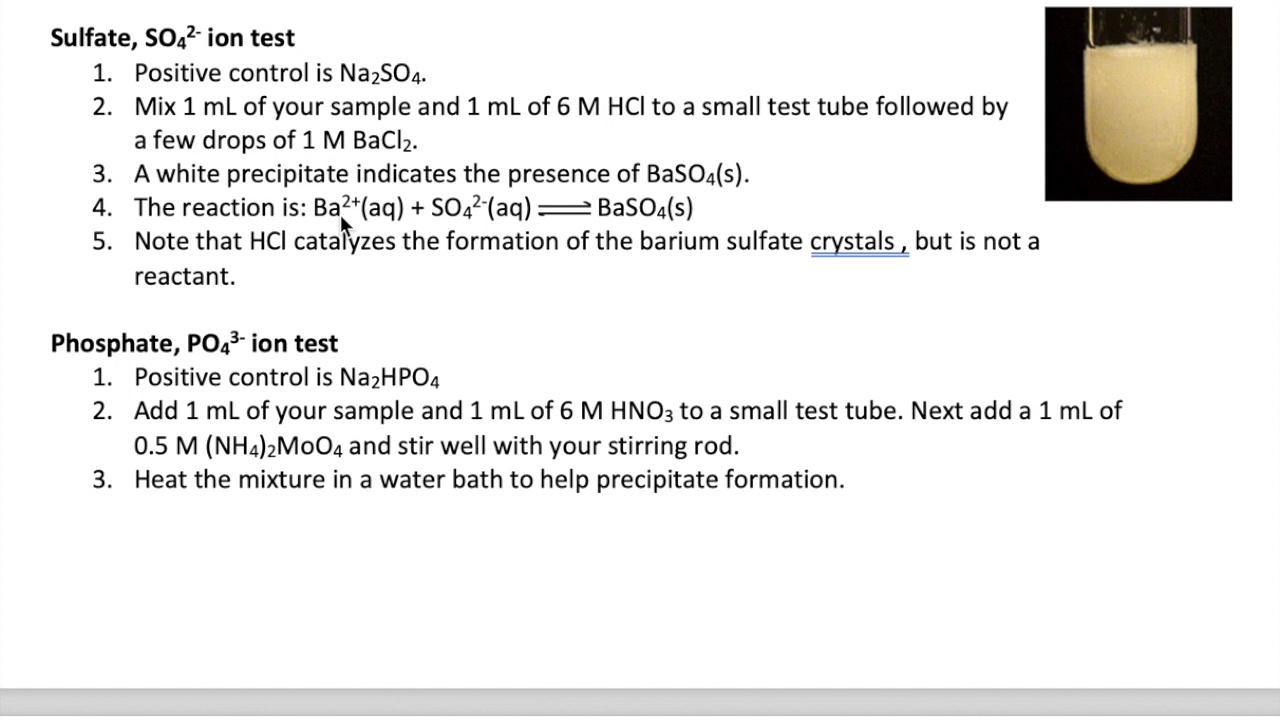 Sulfate, SO₄²⁻ ion test
1. Positive control is Na₂SO₄.
2. Mix 1 mL of your sample and 1 mL of 6 M HCl to a small test tube followed by
a few drops of 1 M BaCl₂.
3. A white precipitate indicates the presence of BaSO₄(s).
4. The reaction is: Ba²⁺(aq) + SO₄²⁻(aq) ⇌ BaSO₄(s)
5. Note that HCl catalyzes the formation of the barium sulfate crystals , but is not a
reactant.
Phosphate, PO₄³⁻ ion test
1. Positive control is Na₂HPO₄
2. Add 1 mL of your sample and 1 mL of 6 M HNO₃ to a small test tube. Next add a 1 mL of
0.5 M (NH₄)₂MoO₄ and stir well with your stirring rod.
3. Heat the mixture in a water bath to help precipitate formation.